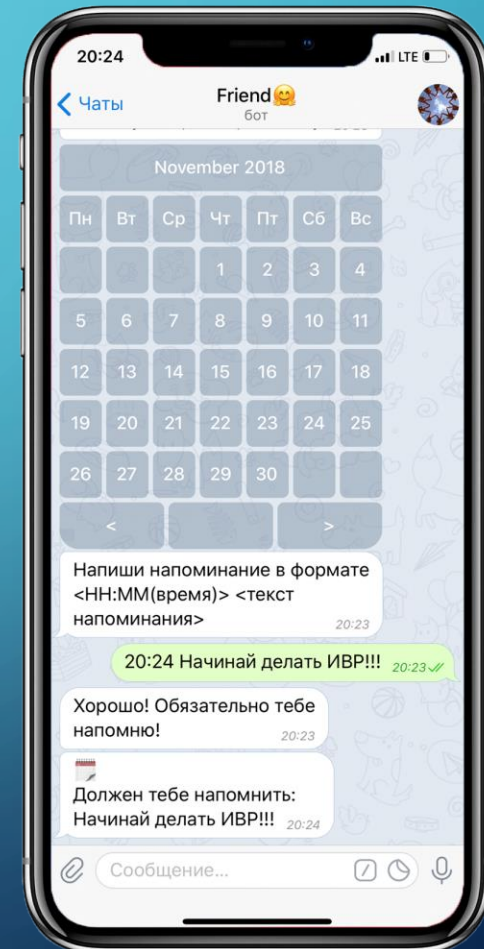 20:24
LTE
Чаты
Friend🤗
бот
November 2018
Пн Вт Ср Чт Пт Сб Вс
1 2 3 4
5 6 7 8 9 10 11
12 13 14 15 16 17 18
19 20 21 22 23 24 25
26 27 28 29 30
< >
Напиши напоминание в формате
<HH:MM(время)> <текст
напоминания>
20:23
20:24 Начинай делать ИВР!!! 20:23
Хорошо! Обязательно тебе
напомню!
20:23
🗓
Должен тебе напомнить:
Начинай делать ИВР!!! 20:24
Сообщение...